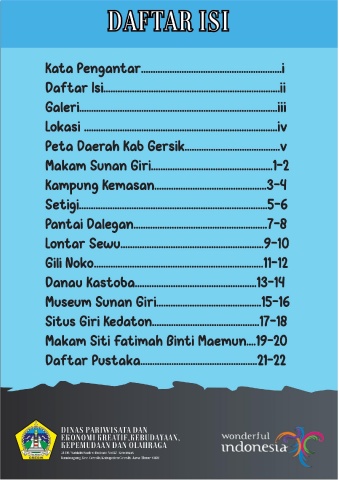 DAFTAR ISI
Kata Pengantar..........................................................i
Daftar Isi..........................................................ii
Galeri..........................................................iii
Lokasi ..........................................................iv
Peta Daerah Kab Gersik..................................v
Makam Sunan Giri..........................................1-2
Kampung Kemasan..........................................3-4
Setigi..........................................................5-6
Pantai Dalegan..........................................7-8
Lontar Sewu..........................................9-10
Gili Noko..........................................11-12
Danau Kastoba..........................................13-14
Museum Sunan Giri..................................15-16
Situs Giri Kedaton..................................17-18
Makam Siti Fatimah Binti Maemun....19-20
Daftar Pustaka..........................................21-22
DINAS PARIWISATA DAN
EKONOMI KREATIF,KEBUDAYAAN,
KEPEMUDAAN DAN OLAHRAGA
wonderful
indonesia